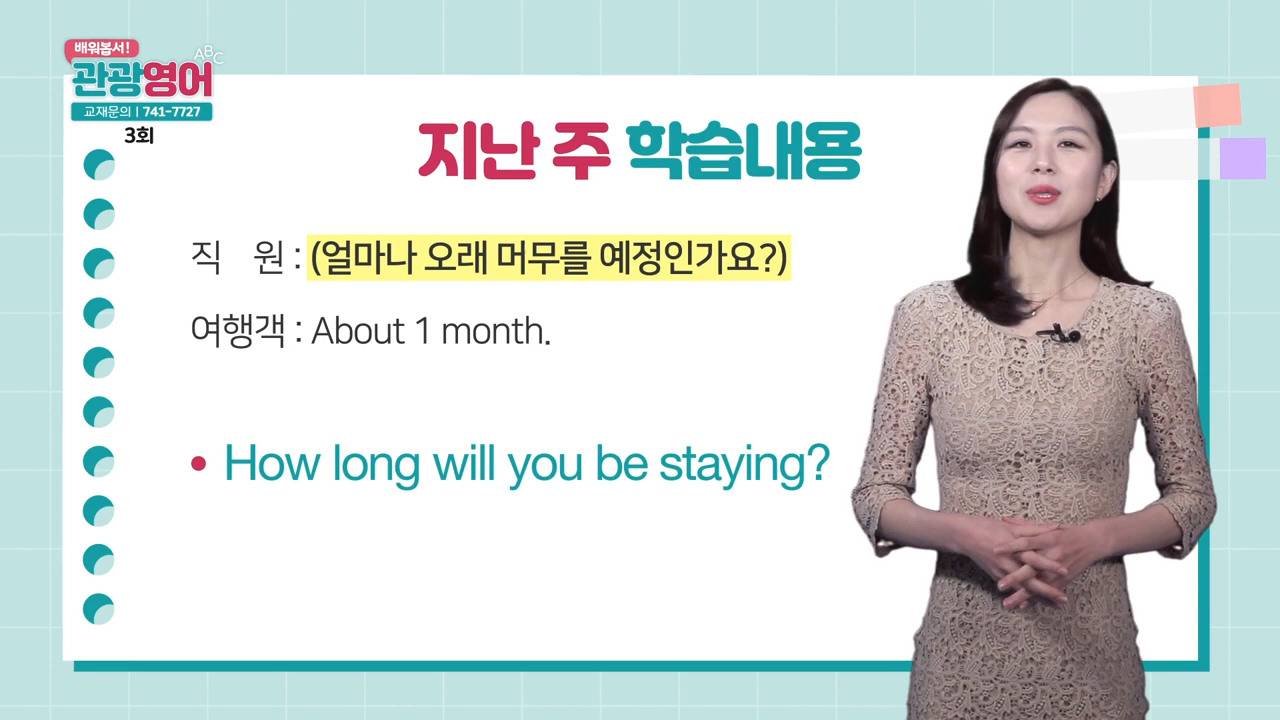 배워봅서!
ABC
관광영어
교재문의 | 741-7727
3회
지난 주 학습내용
직 원 : (얼마나 오래 머무를 예정인가요?)
여행객 : About 1 month.
• How long will you be staying?